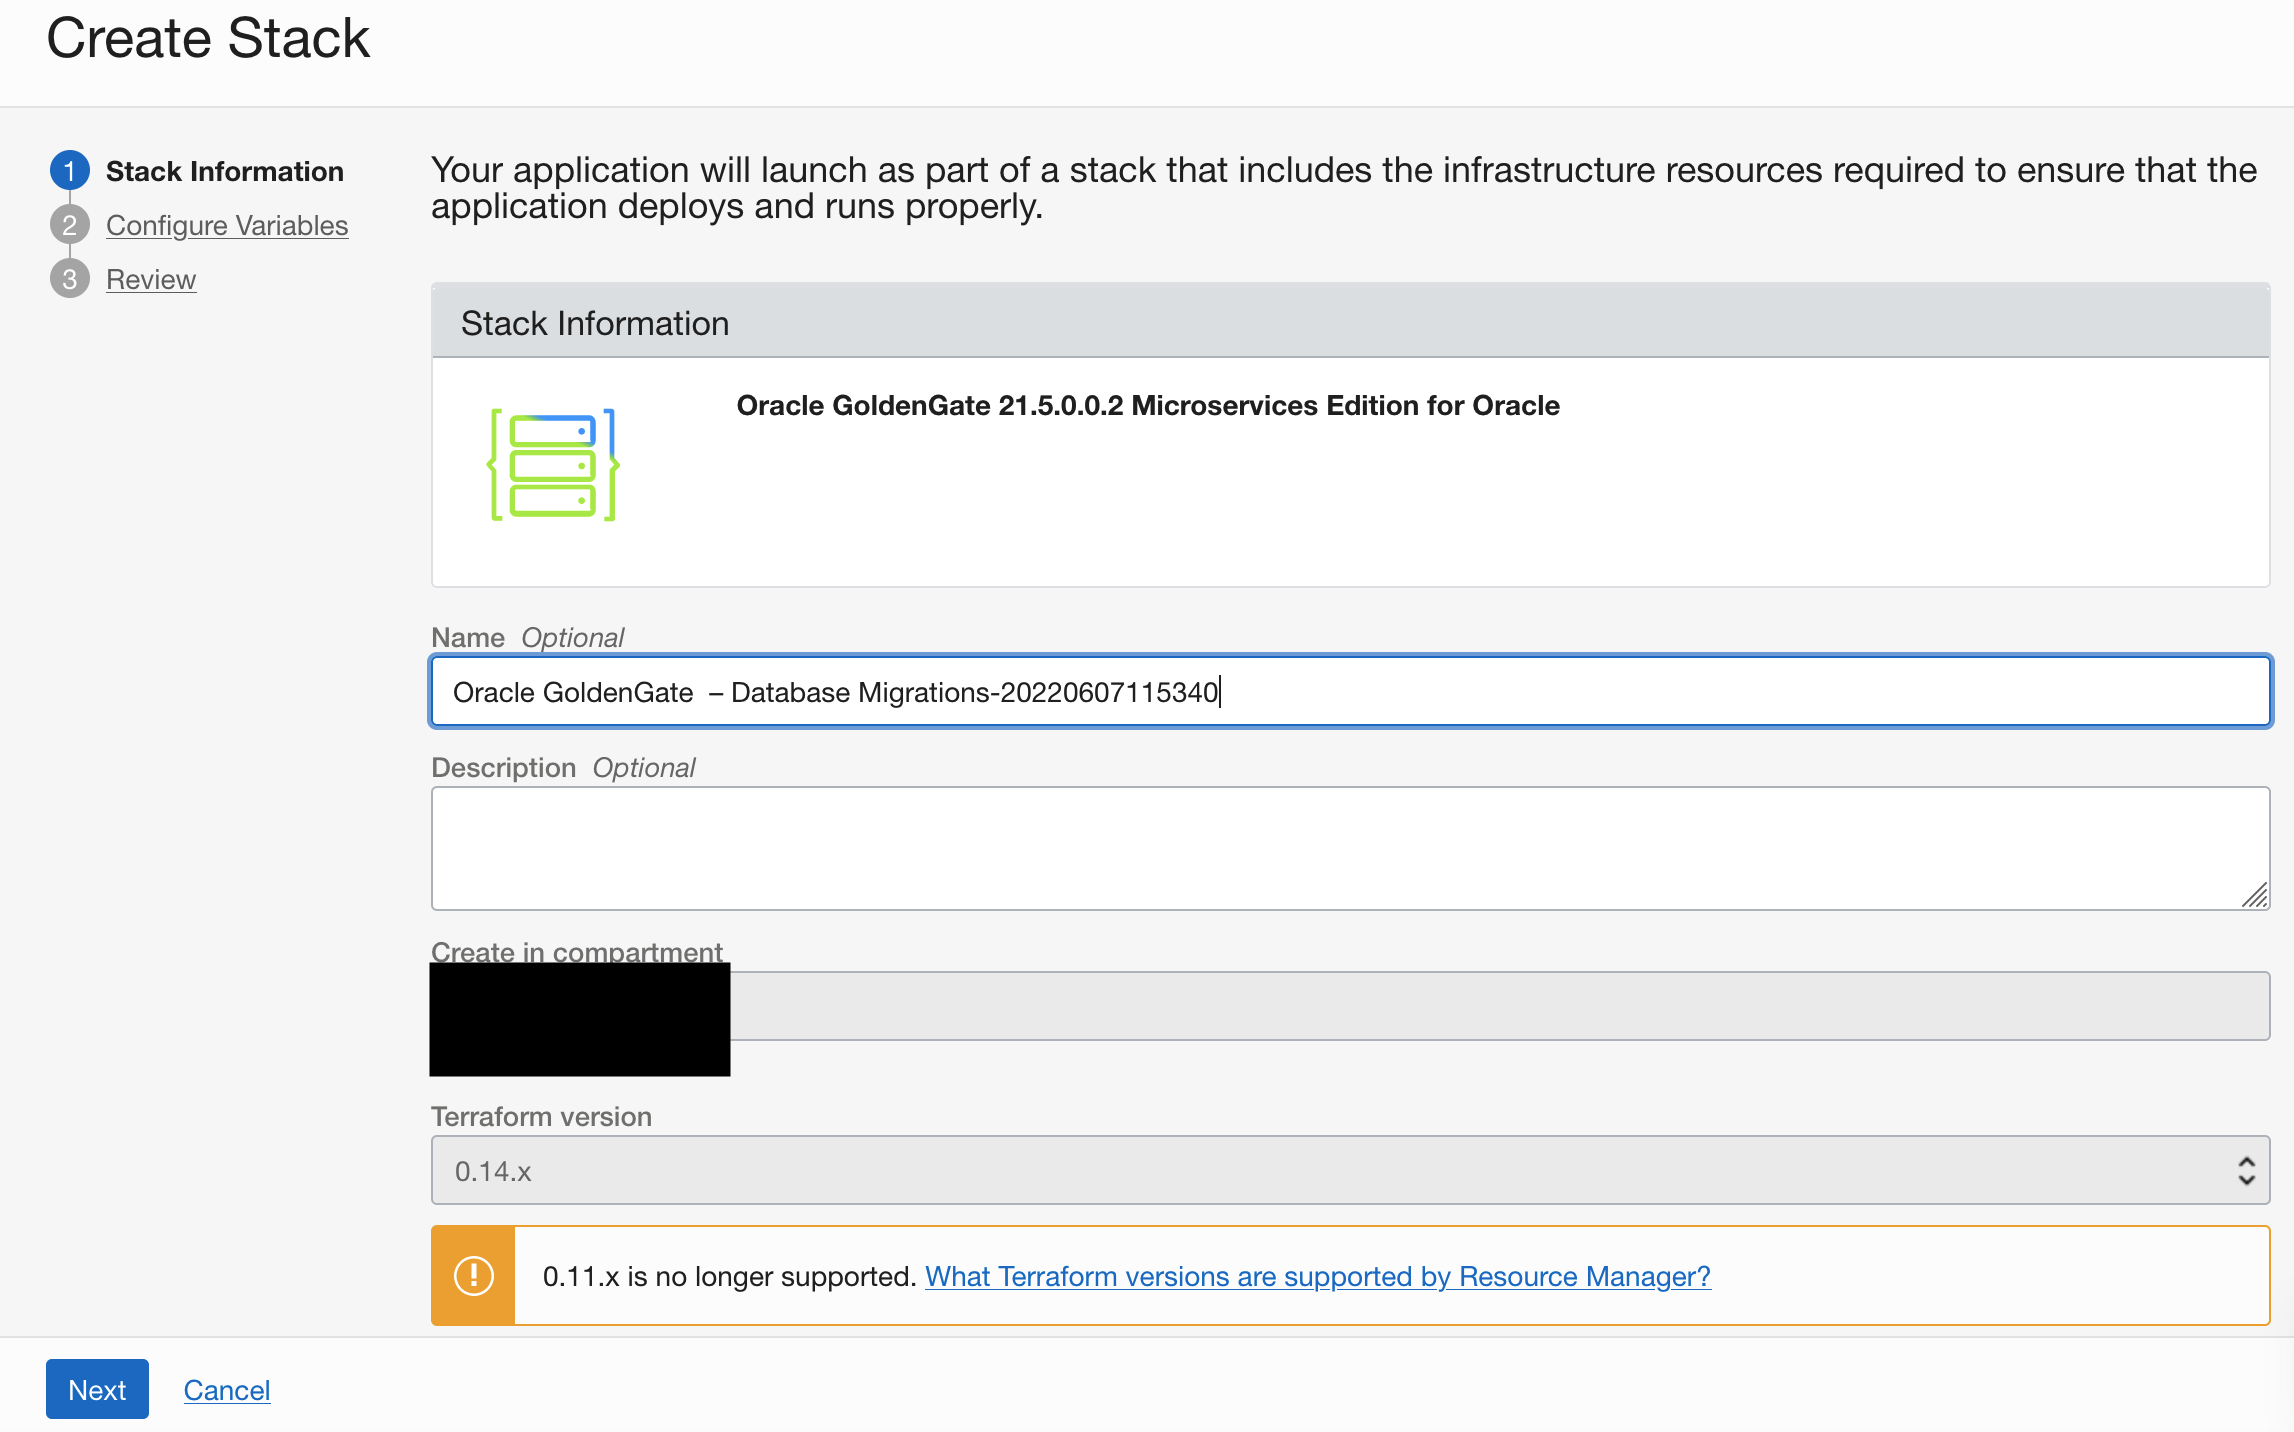 Create Stack
1 Stack Information
2 Configure Variables
3 Review
Your application will launch as part of a stack that includes the infrastructure resources required to ensure that the
application deploys and runs properly.
Stack Information
Oracle GoldenGate 21.5.0.0.2 Microservices Edition for Oracle
Name Optional
Oracle GoldenGate  – Database Migrations-20220607115340
Description Optional
Create in compartment
Terraform version
0.14.x
0.11.x is no longer supported. What Terraform versions are supported by Resource Manager?
Next Cancel